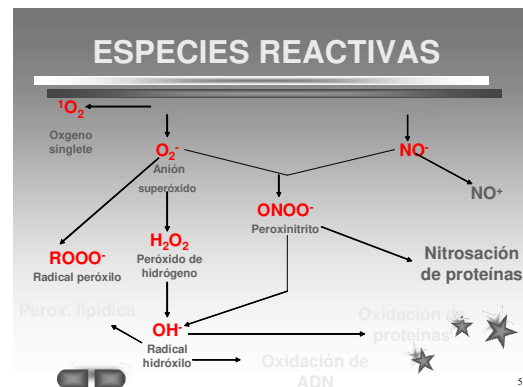 ESPECIES REACTIVAS
¹O₂
Oxgeno
singlete
O₂⁻
Anión
superóxido
NO⁻
NO⁺
ONOO⁻
Peroxinitrito
H₂O₂
Peróxido de
hidrógeno
ROOO⁻
Radical peróxilo
Nitrosación
de proteínas
Perox. lipídica
OH⁻
Radical
hidróxilo
Oxidación de
proteínas
Oxidación de
ADN
5